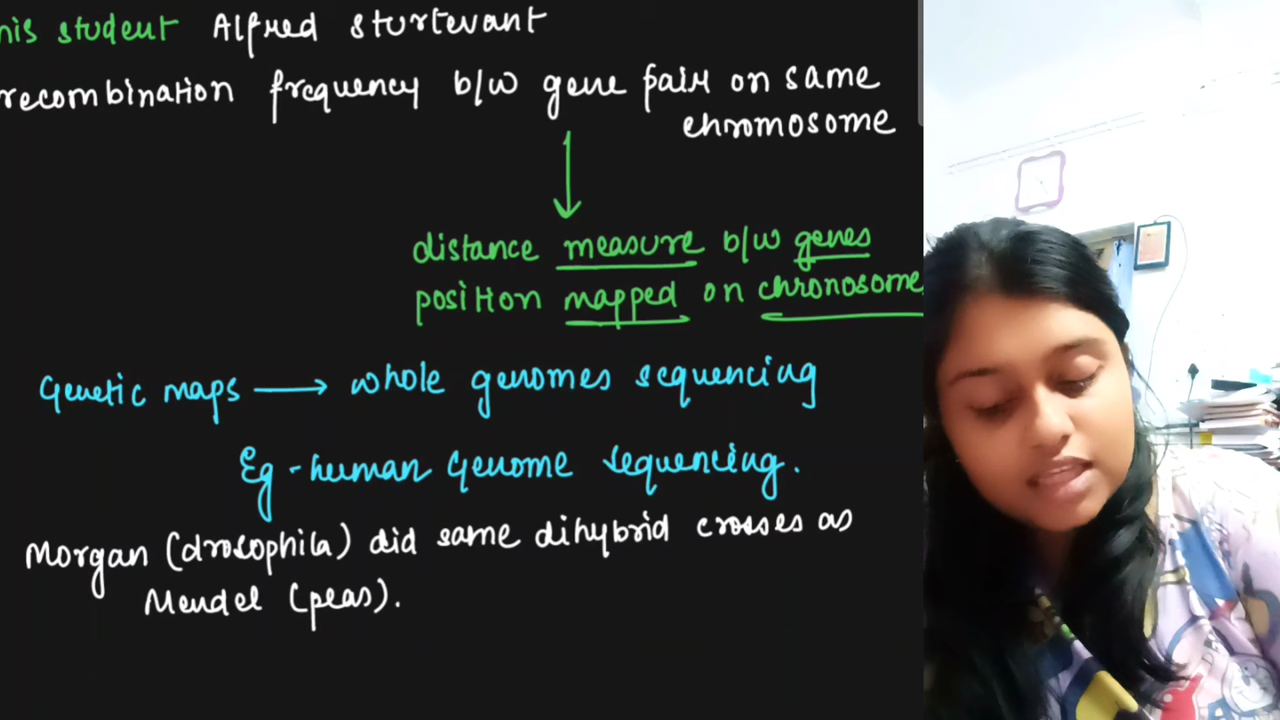 his student Alfred sturtevant
recombination frequency b/w gene pair on same
chromosome
distance measure b/w genes
position mapped on chronosome
Genetic maps → whole genomes sequencing
Eg - human Genome sequencing.
Morgan (drosophila) did same dihybrid crosses as
Mendel (peas).